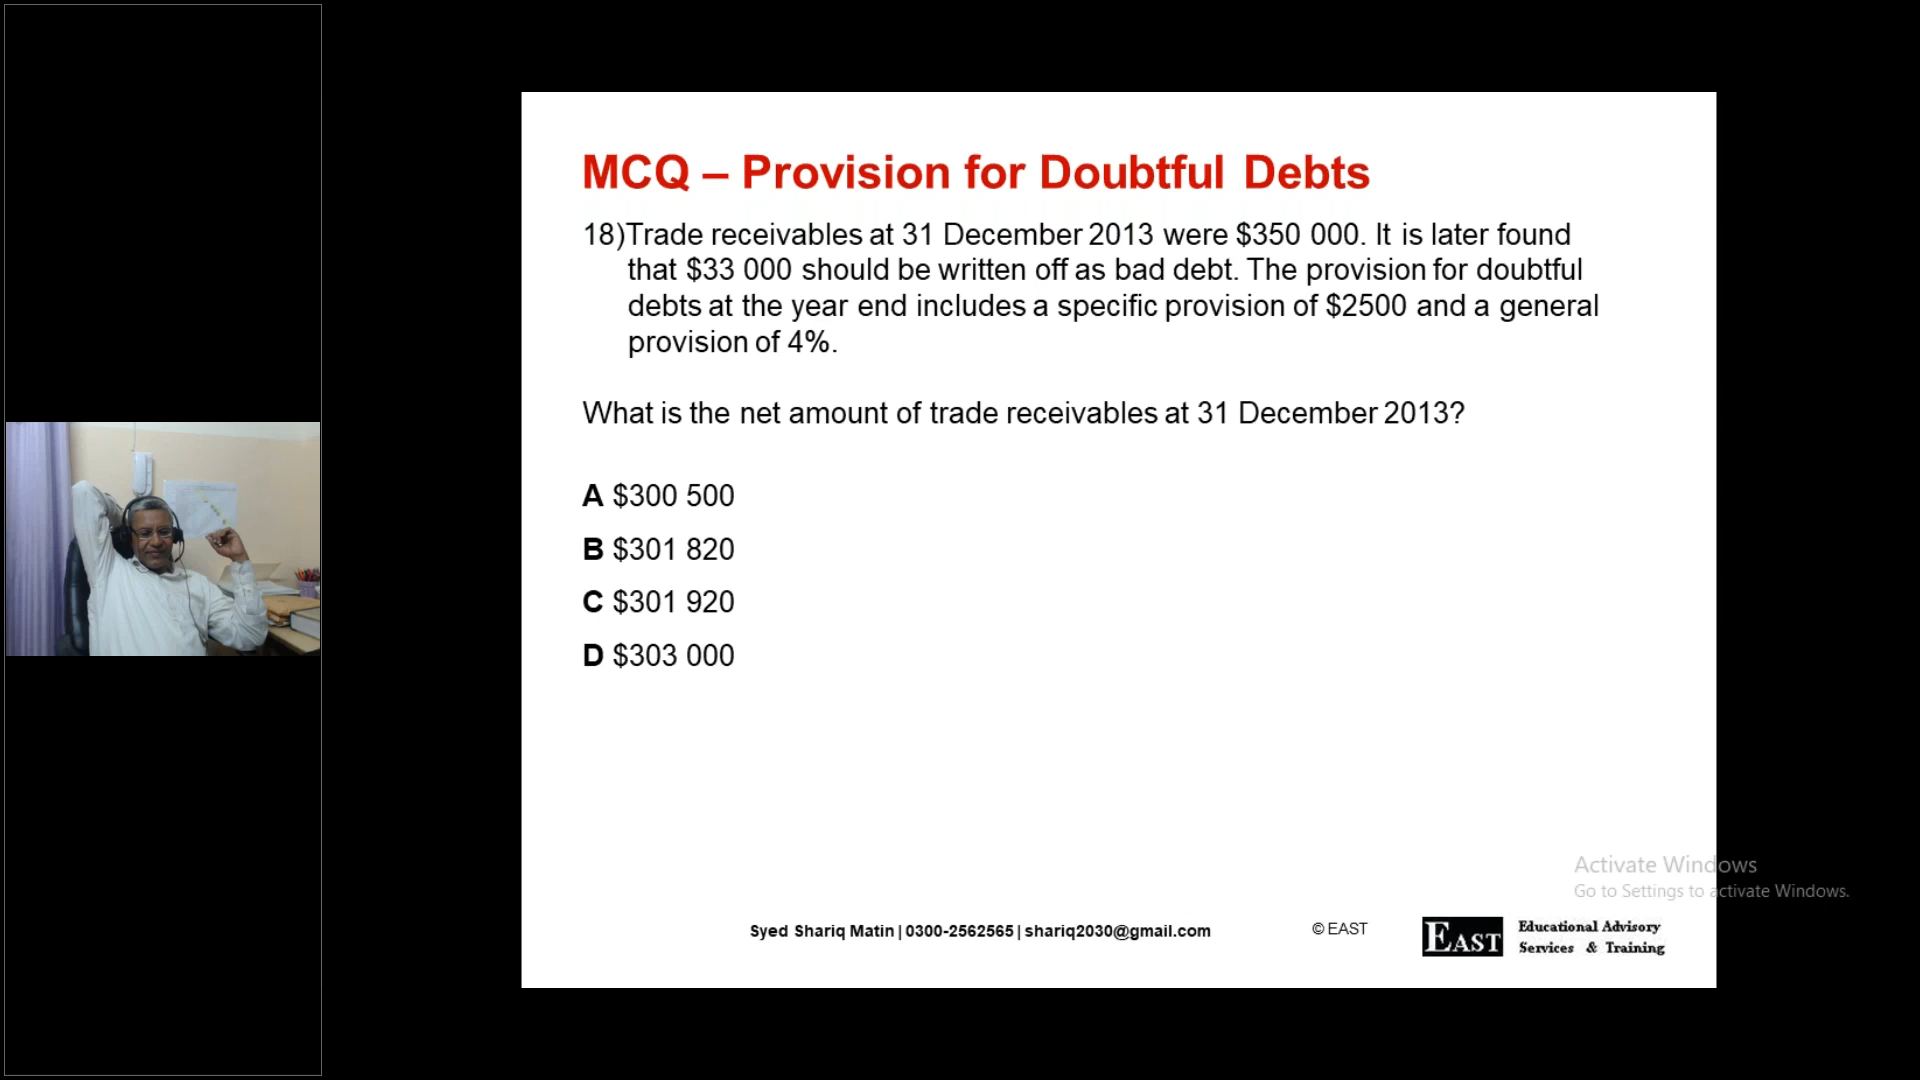 MCQ – Provision for Doubtful Debts
18)Trade receivables at 31 December 2013 were $350 000. It is later found
that $33 000 should be written off as bad debt. The provision for doubtful
debts at the year end includes a specific provision of $2500 and a general
provision of 4%.
What is the net amount of trade receivables at 31 December 2013?
A $300 500
B $301 820
C $301 920
D $303 000
Activate Windows
Go to Settings to activate Windows.
Syed Shariq Matin | 0300-2562565 | shariq2030@gmail.com
© EAST
EAST
Educational Advisory
Services & Training